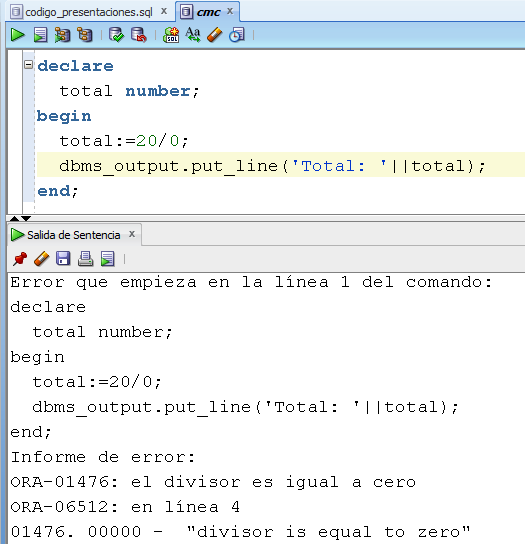 codigo_presentaciones.sql x cmc x
SQL Aa
declare
  total number;
begin
  total:=20/0;
  dbms_output.put_line('Total: '||total);
end;
Salida de Sentencia x
Error que empieza en la línea 1 del comando:
declare
  total number;
begin
  total:=20/0;
  dbms_output.put_line('Total: '||total);
end;
Informe de error:
ORA-01476: el divisor es igual a cero
ORA-06512: en línea 4
01476. 00000 -  "divisor is equal to zero"